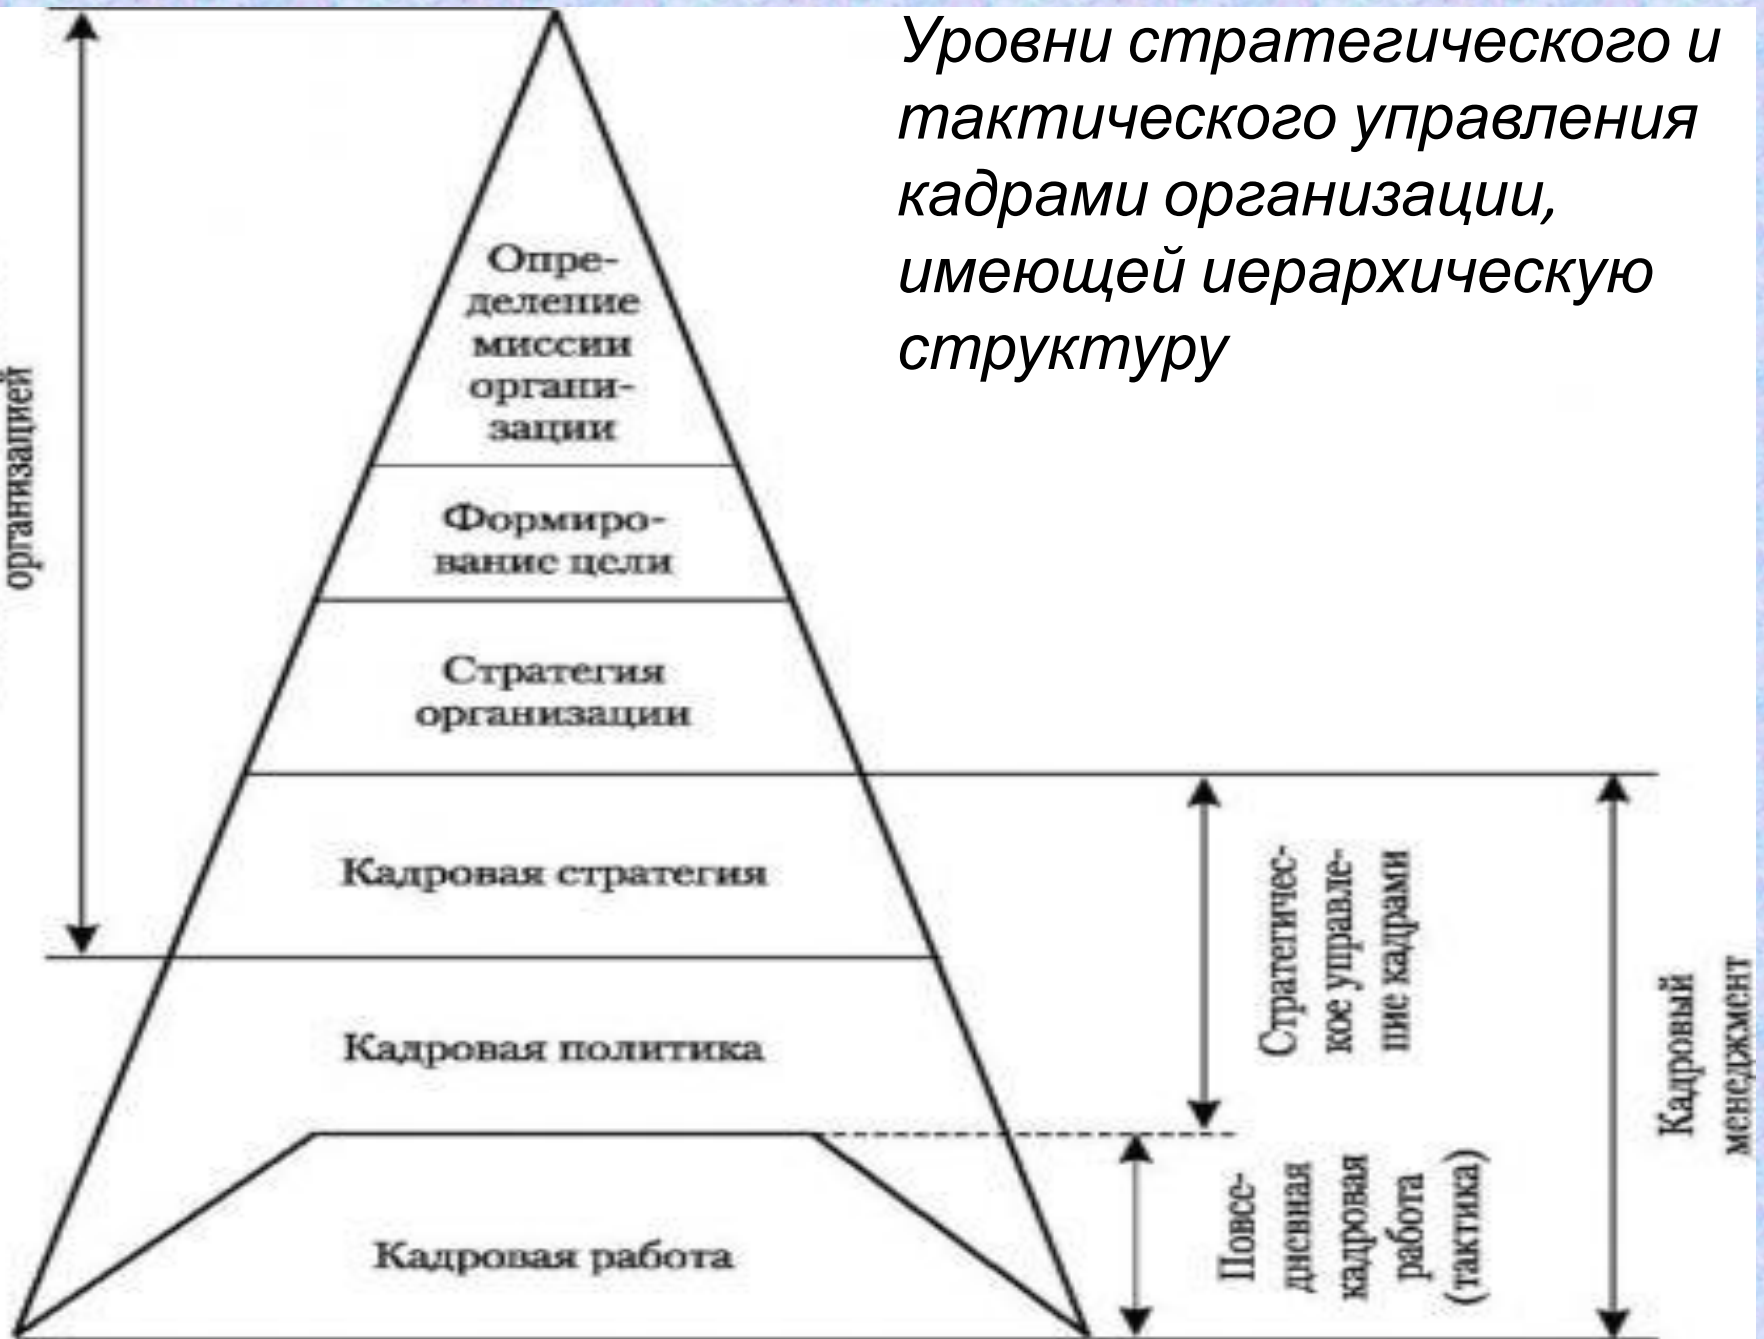 Уровни стратегического и
тактического управления
кадрами организации,
имеющей иерархическую
структуру
организацией
Опре-
деление
миссии
органи-
зации
Формиро-
вание цели
Стратегия
организации
Кадровая стратегия
Кадровая политика
Кадровая работа
Стратегичес-
кое управле-
ние кадрами
Повсе-
дневная
кадровая
работа
(тактика)
Кадровый
менеджмент